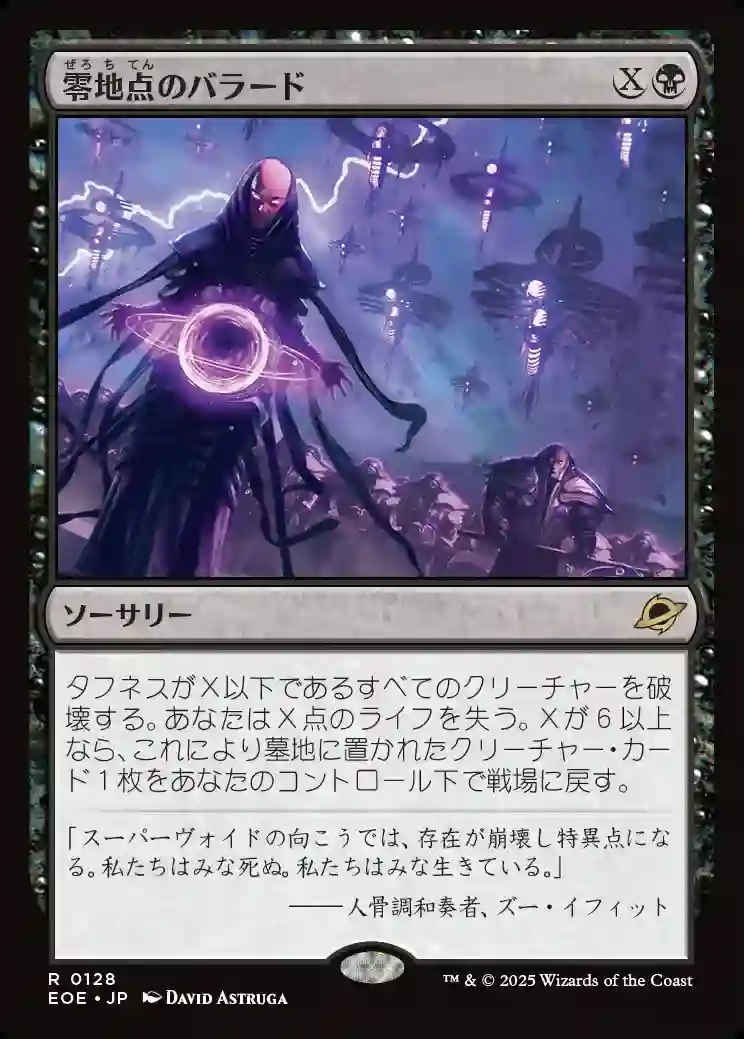 ぜろ ち てん
零地点のバラード
X
ソーサリー
タフネスがX以下であるすべてのクリーチャーを破
壊する。あなたはX点のライフを失う。Xが6以上
なら、これにより墓地に置かれたクリーチャー・カー
ド1枚をあなたのコントロール下で戦場に戻す。
「スーパーヴォイドの向こうでは、存在が崩壊し特異点にな
る。私たちはみな死ぬ。私たちはみな生きている。」
――人骨調和奏者、ズー・イフィット
R 0128
EOE • JP DAVID ASTRUGA
™ & © 2025 Wizards of the Coast